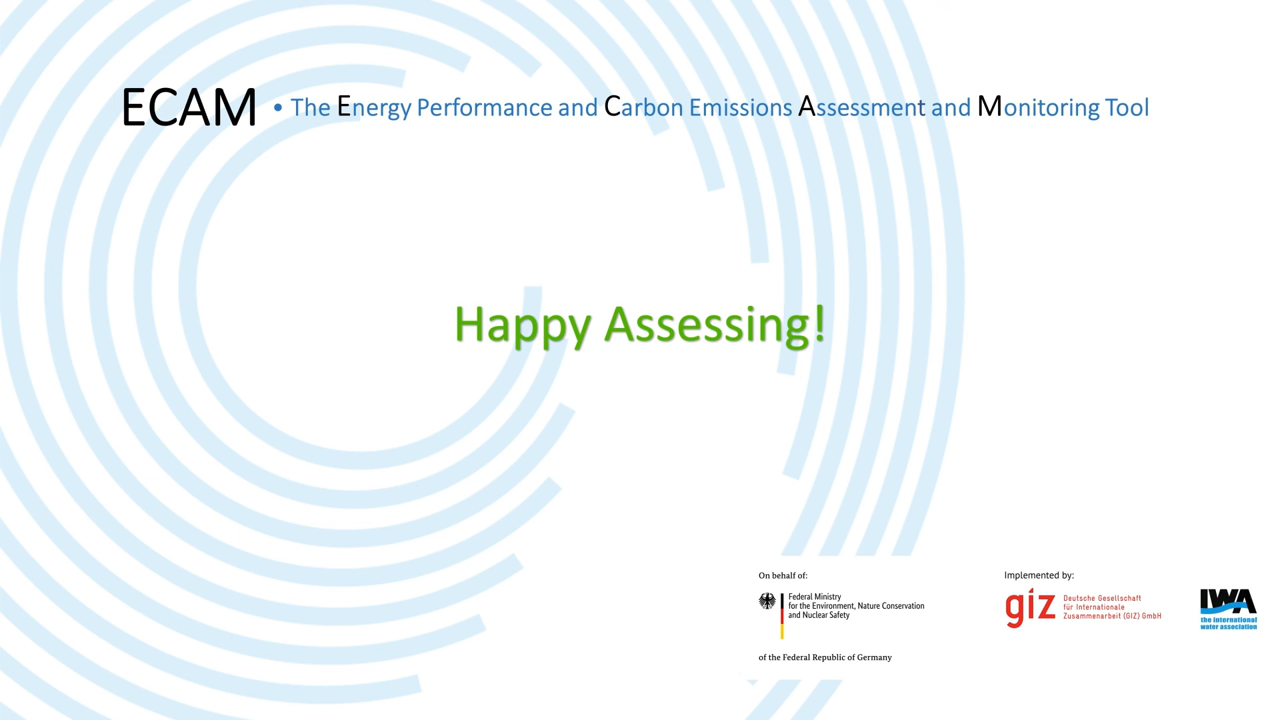 ECAM • The Energy Performance and Carbon Emissions Assessment and Monitoring Tool
Happy Assessing!
On behalf of:
Federal Ministry
for the Environment, Nature Conservation
and Nuclear Safety
of the Federal Republic of Germany
Implemented by:
giz
Deutsche Gesellschaft
für Internationale
Zusammenarbeit (GIZ) GmbH
IWA
the international
water association